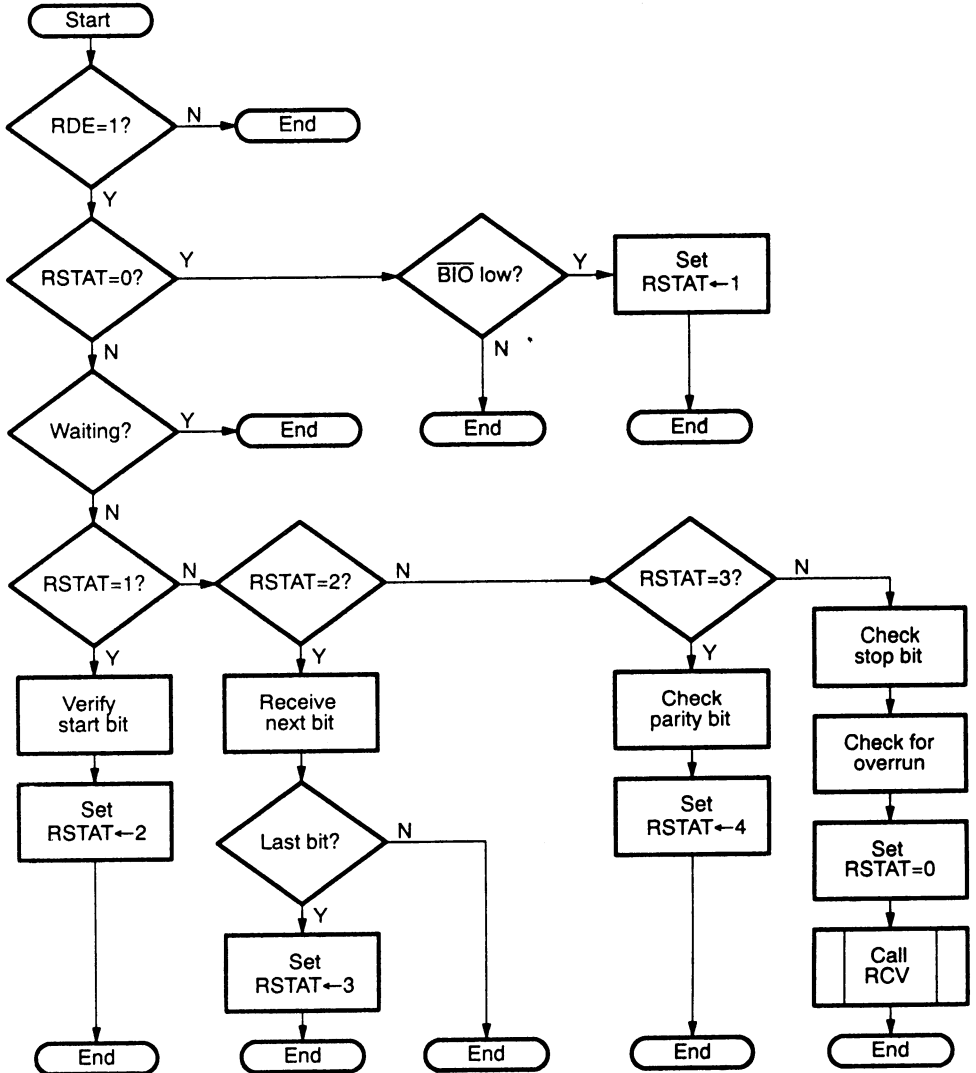 Start
RDE=1?
N
End
Y
RSTAT=0?
Y
BIO low?
Y
Set
RSTAT←1
N
N
Waiting?
Y
End
End
End
N
RSTAT=1?
N
RSTAT=2?
N
RSTAT=3?
N
Y
Y
Y
Verify
start bit
Receive
next bit
Check
parity bit
Check
stop bit
Check for
overrun
Set
RSTAT←2
Last bit?
N
Set
RSTAT←4
Set
RSTAT=0
Y
Set
RSTAT←3
Call
RCV
End
End
End
End
End